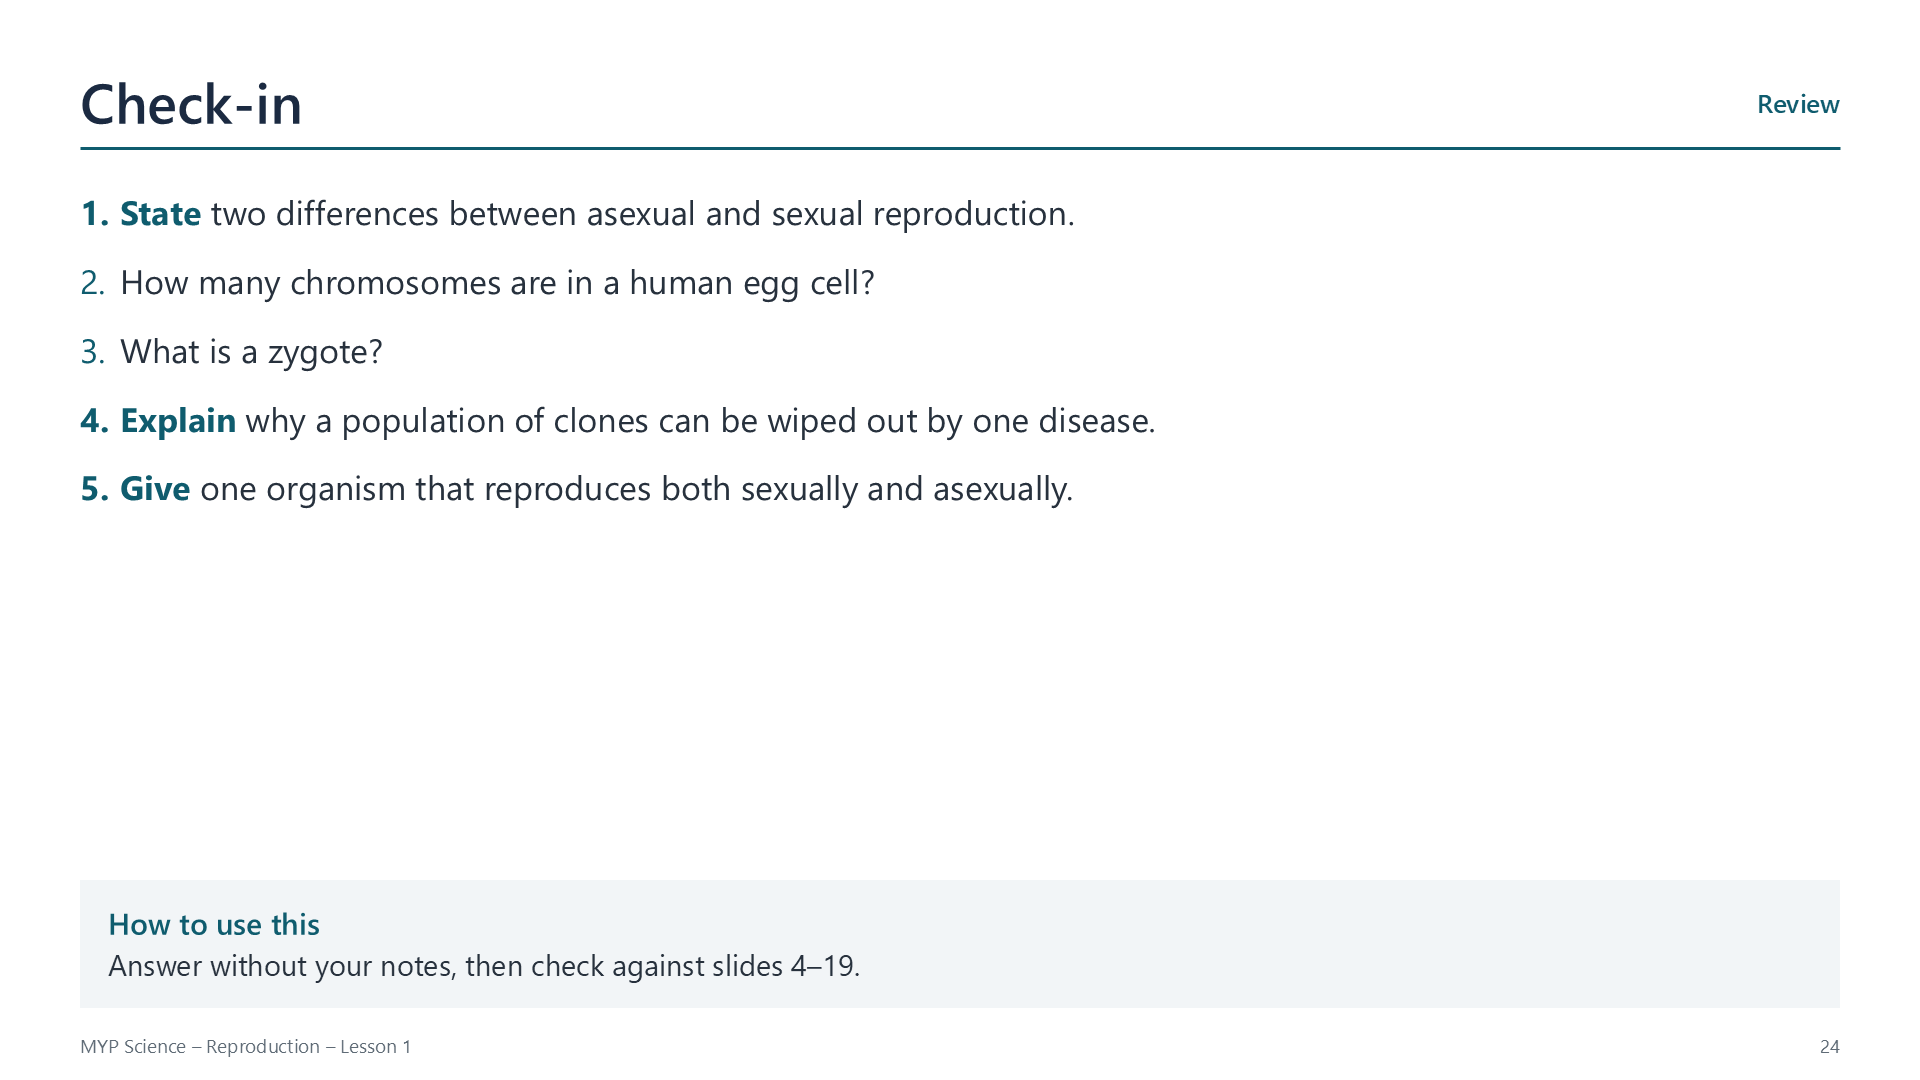 Check-in
Review
1. State two differences between asexual and sexual reproduction.
2. How many chromosomes are in a human egg cell?
3. What is a zygote?
4. Explain why a population of clones can be wiped out by one disease.
5. Give one organism that reproduces both sexually and asexually.
How to use this
Answer without your notes, then check against slides 4–19.
MYP Science – Reproduction – Lesson 1
24